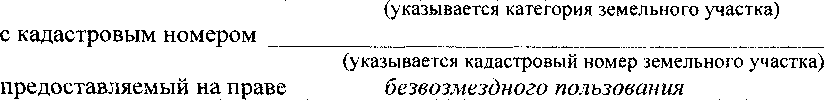 (указывается категория земельного участка)
с кадастровым номером
(указывается кадастровый номер земельного участка)
предоставляемый на праве безвозмездного пользования